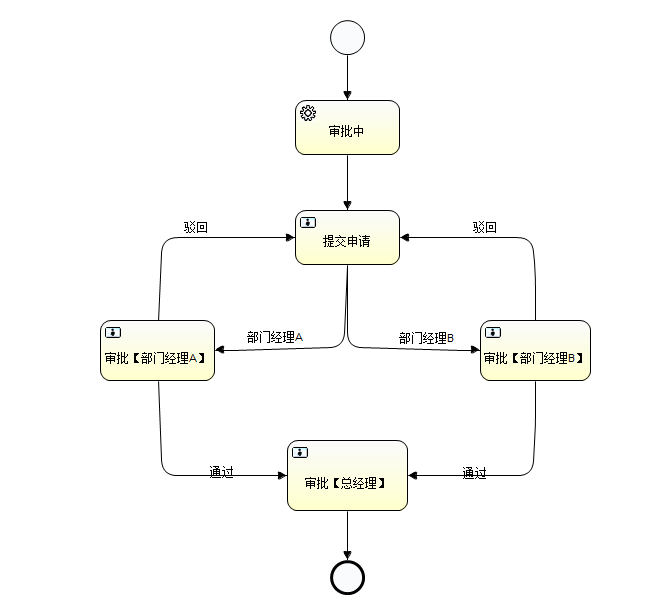 审批中
驳回
驳回
提交申请
部门经理A
部门经理B
审批【部门经理A】
审批【部门经理B】
通过
通过
审批【总经理】